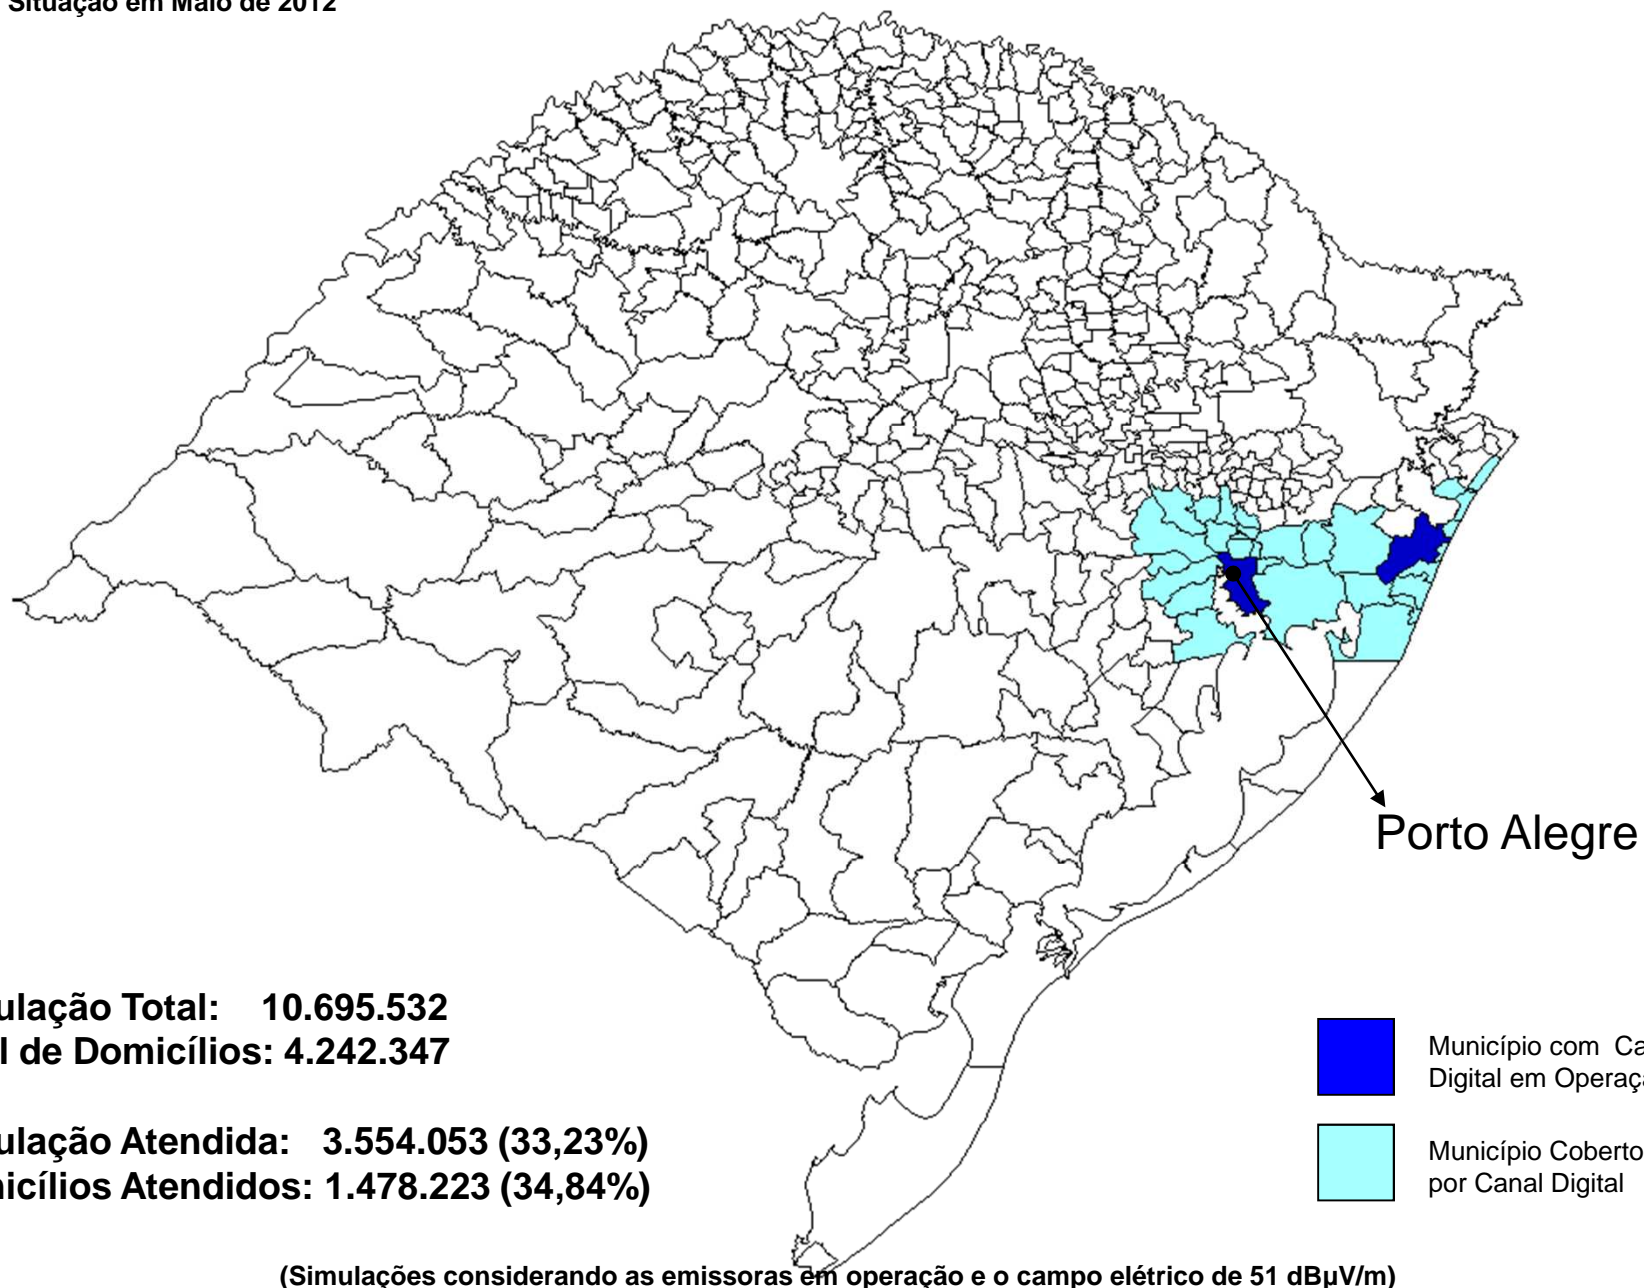 Situação em Maio de 2012
Porto Alegre
ulação Total: 10.695.532
l de Domicílios: 4.242.347
ulação Atendida: 3.554.053 (33,23%)
nicílios Atendidos: 1.478.223 (34,84%)
Município com Ca
Digital em Operaç
Município Coberto
por Canal Digital
(Simulações considerando as emissoras em operação e o campo elétrico de 51 dBµV/m)